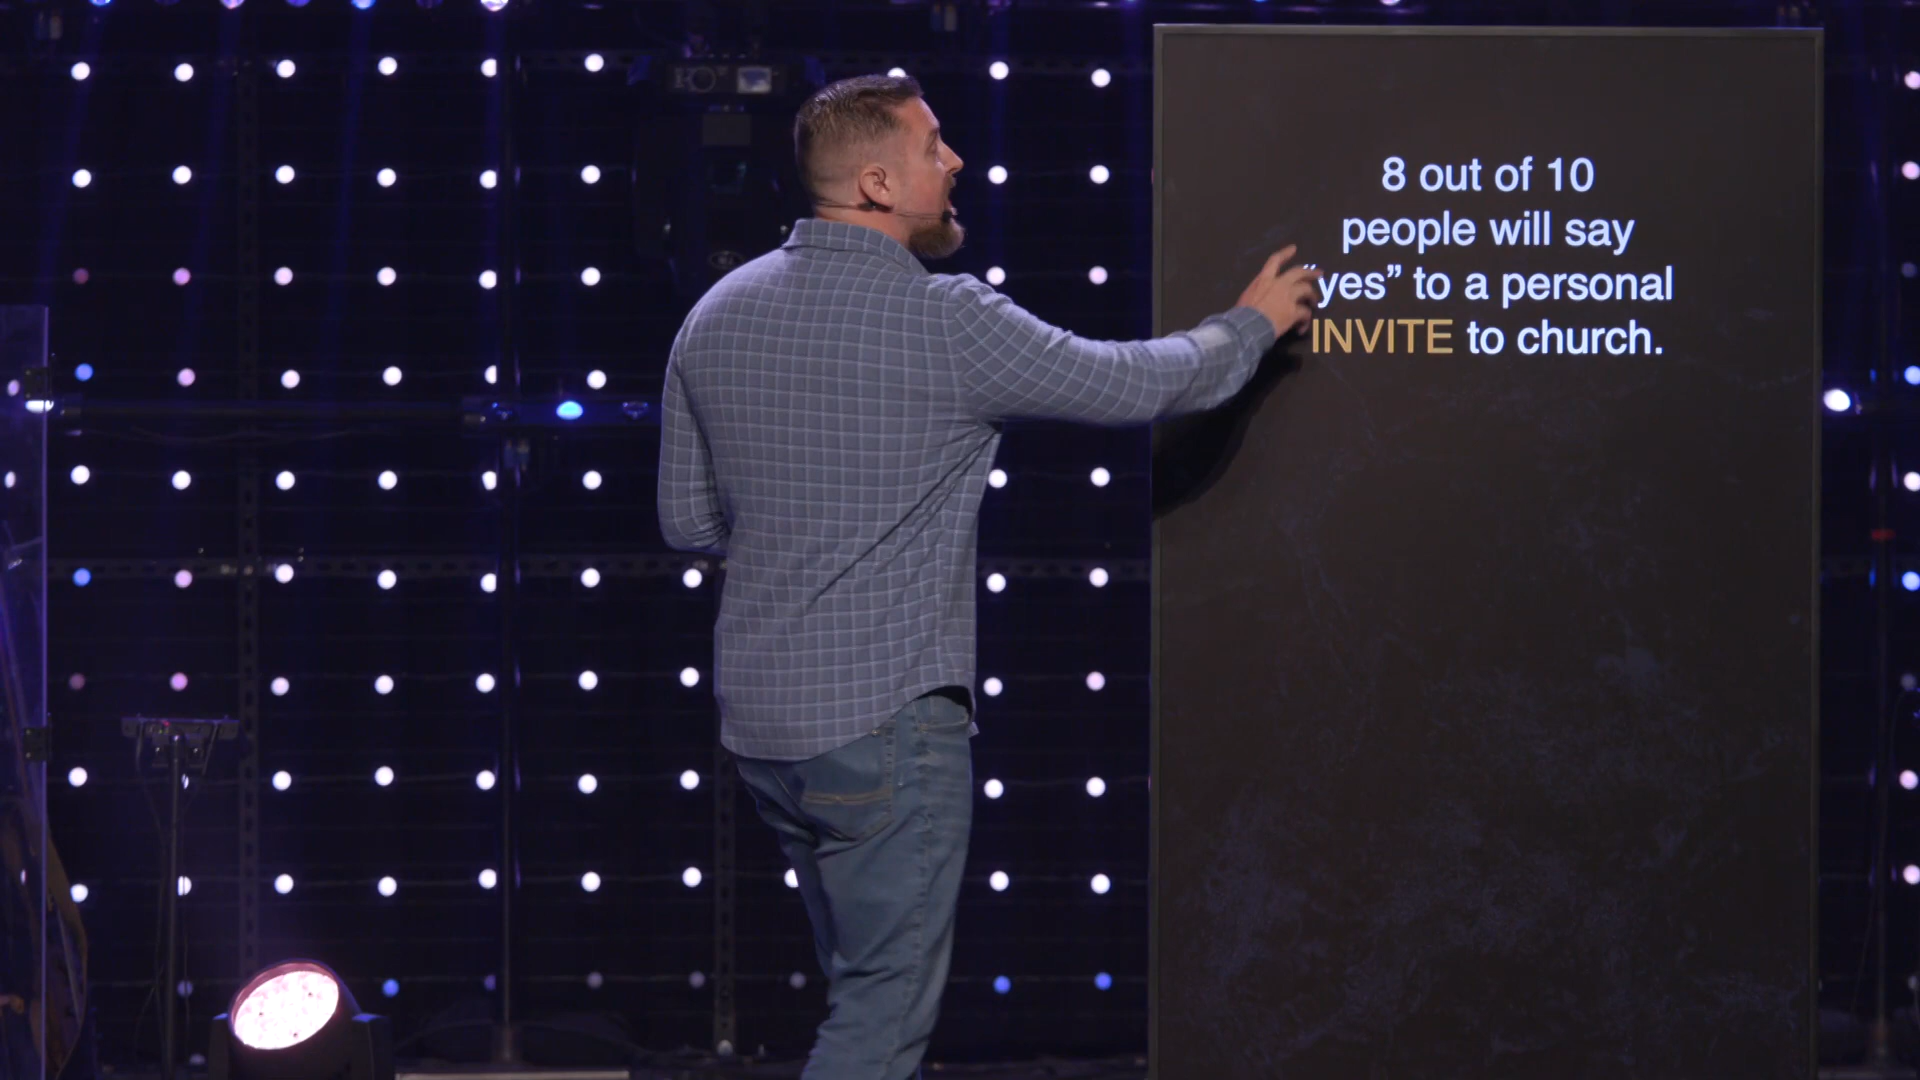 8 out of 10
people will say
“yes” to a personal
INVITE to church.